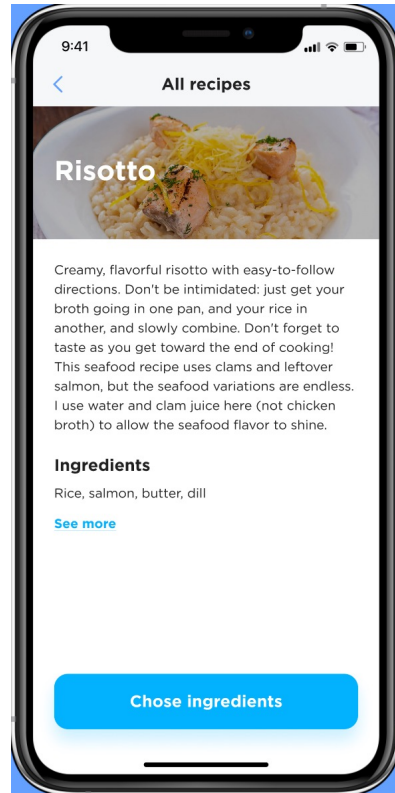 9:41
All recipes
Risotto
Creamy, flavorful risotto with easy-to-follow
directions. Don't be intimidated: just get your
broth going in one pan, and your rice in
another, and slowly combine. Don't forget to
taste as you get toward the end of cooking!
This seafood recipe uses clams and leftover
salmon, but the seafood variations are endless.
I use water and clam juice here (not chicken
broth) to allow the seafood flavor to shine.
Ingredients
Rice, salmon, butter, dill
See more
Chose ingredients